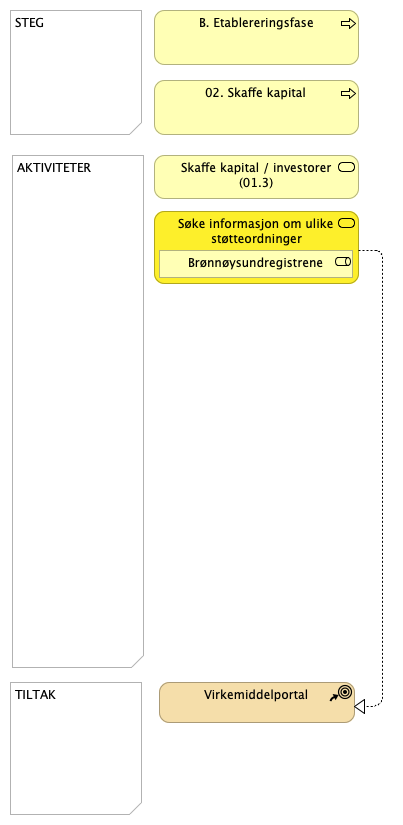 STEG
B. Etablereringsfase
02. Skaffe kapital
AKTIVITETER
Skaffe kapital / investorer
(01.3)
Søke informasjon om ulike
støtteordninger
Brønnøysundregistrene
TILTAK
Virkemiddelportal